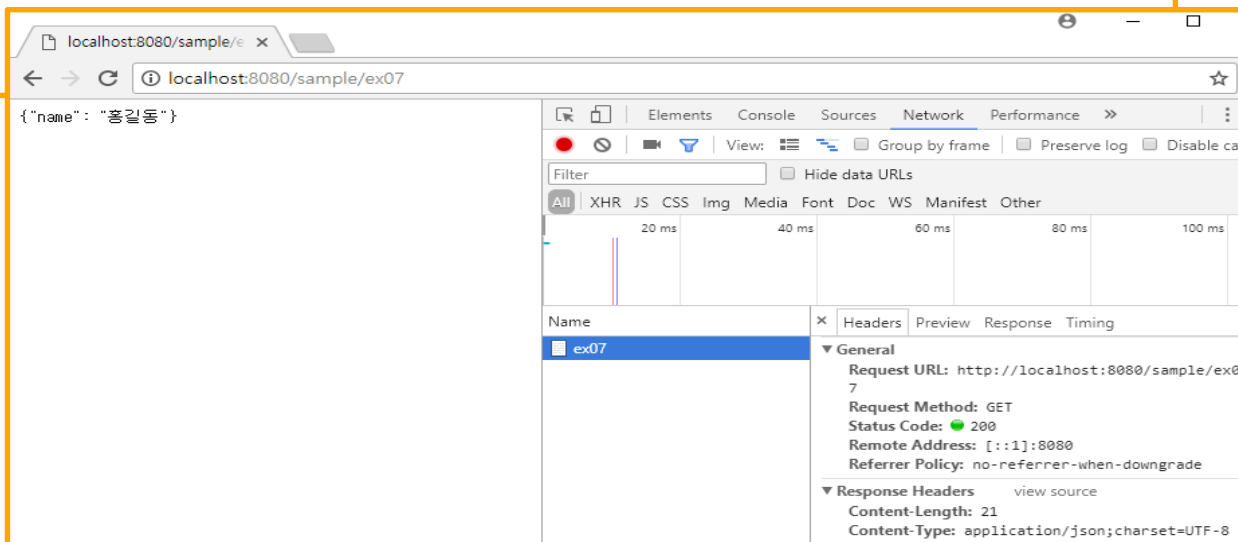 localhost:8080/sample/e
localhost:8080/sample/ex07
{"name": "홍길동"}
Elements Console Sources Network Performance »
View: Group by frame Preserve log Disable ca
Filter Hide data URLs
All XHR JS CSS Img Media Font Doc WS Manifest Other
20 ms 40 ms 60 ms 80 ms 100 ms
Name
ex07
× Headers Preview Response Timing
▼ General
Request URL: http://localhost:8080/sample/ex0
7
Request Method: GET
Status Code: 200
Remote Address: [::1]:8080
Referrer Policy: no-referrer-when-downgrade
▼ Response Headers view source
Content-Length: 21
Content-Type: application/json;charset=UTF-8